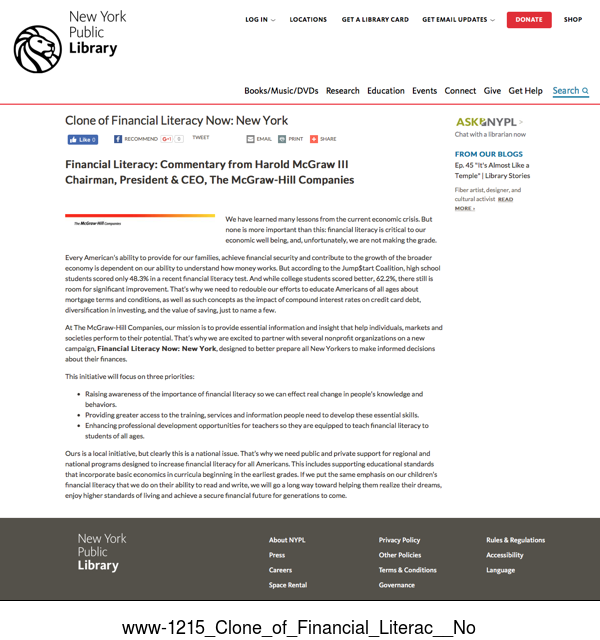 New York
Public
Library
LOG IN
LOCATIONS
GET A LIBRARY CARD
GET EMAIL UPDATES
DONATE
SHOP
Books/Music/DVDs
Research
Education
Events
Connect
Give
Get Help
Search
Clone of Financial Literacy Now: New York
Like 0
RECOMMEND
G+1 0
TWEET
EMAIL
PRINT
SHARE
Financial Literacy: Commentary from Harold McGraw III
Chairman, President & CEO, The McGraw-Hill Companies
The McGraw-Hill Companies
We have learned many lessons from the current economic crisis. But
none is more important than this: financial literacy is critical to our
economic well being, and, unfortunately, we are not making the grade.
Every American's ability to provide for our families, achieve financial security and contribute to the growth of the broader
economy is dependent on our ability to understand how money works. But according to the Jump$tart Coalition, high school
students scored only 48.3% in a recent financial literacy test. And while college students scored better, 62.2%, there still is
room for significant improvement. That's why we need to redouble our efforts to educate Americans of all ages about
mortgage terms and conditions, as well as such concepts as the impact of compound interest rates on credit card debt,
diversification in investing, and the value of saving, just to name a few.
At The McGraw-Hill Companies, our mission is to provide essential information and insight that help individuals, markets and
societies perform to their potential. That's why we are excited to partner with several nonprofit organizations on a new
campaign, Financial Literacy Now: New York, designed to better prepare all New Yorkers to make informed decisions
about their finances.
This initiative will focus on three priorities:
• Raising awareness of the importance of financial literacy so we can effect real change in people's knowledge and
behaviors.
• Providing greater access to the training, services and information people need to develop these essential skills.
• Enhancing professional development opportunities for teachers so they are equipped to teach financial literacy to
students of all ages.
Ours is a local initiative, but clearly this is a national issue. That's why we need public and private support for regional and
national programs designed to increase financial literacy for all Americans. This includes supporting educational standards
that incorporate basic economics in curricula beginning in the earliest grades. If we put the same emphasis on our children's
financial literacy that we do on their ability to read and write, we will go a long way toward helping them realize their dreams,
enjoy higher standards of living and achieve a secure financial future for generations to come.
ASK NYPL >
Chat with a librarian now
FROM OUR BLOGS
Ep. 45 "It's Almost Like a
Temple" | Library Stories
Fiber artist, designer, and
cultural activist READ
MORE ›
New York
Public
Library
About NYPL
Press
Careers
Space Rental
Privacy Policy
Other Policies
Terms & Conditions
Governance
Rules & Regulations
Accessibility
Language
www-1215_Clone_of_Financial_Literac__No